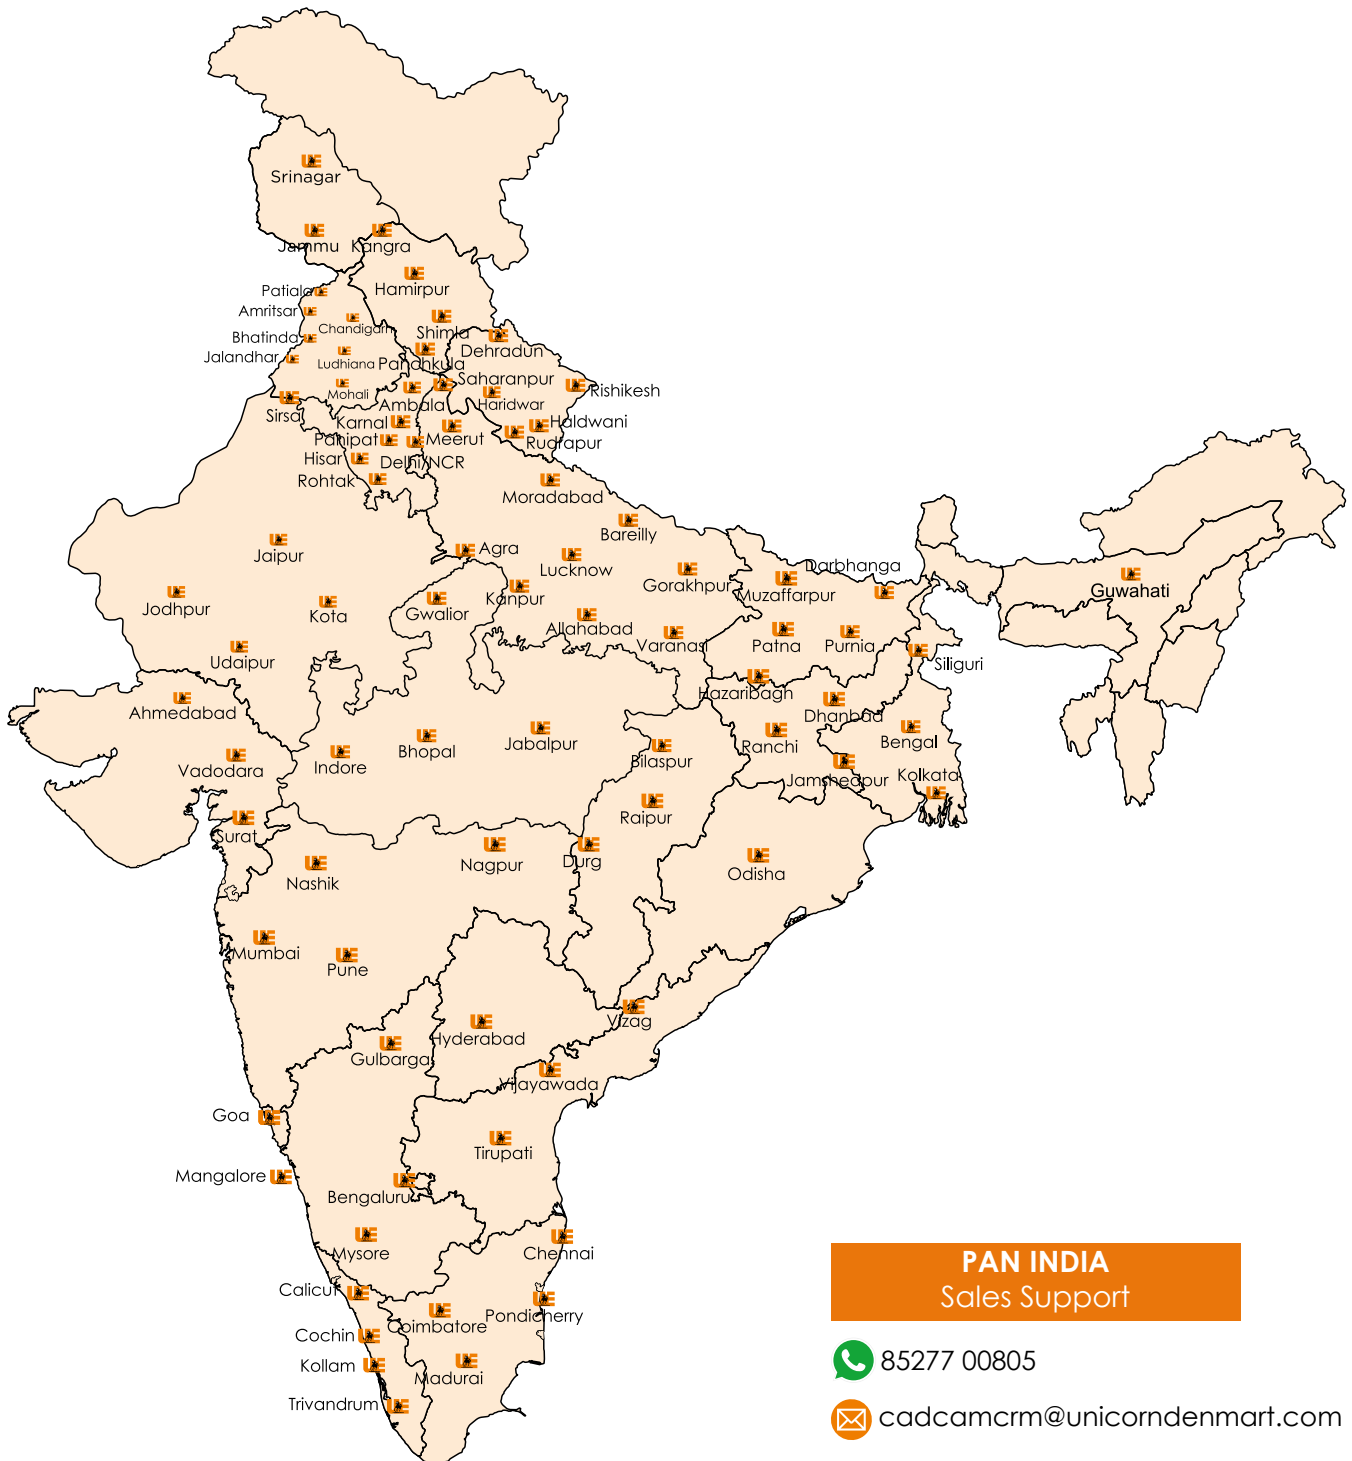 Srinagar
Jammu
Kangra
Hamirpur
Patiala
Amritsar
Chandigarh
Shimla
Bhatinda
Dehradun
Jalandhar
Ludhiana
Panchkula
Saharanpur
Rishikesh
Mohali
Ambala
Haridwar
Sirsa
Karnal
Haldwani
Panipat
Meerut
Rudrapur
Hisar
Delhi/NCR
Rohtak
Moradabad
Bareilly
Jaipur
Agra
Lucknow
Darbhanga
Gorakhpur
Muzaffarpur
Guwahati
Jodhpur
Kota
Gwalior
Kanpur
Allahabad
Varanasi
Patna
Purnia
Udaipur
Siliguri
Hazaribagh
Ahmedabad
Dhanbad
Bhopal
Jabalpur
Ranchi
Bengal
Vadodara
Indore
Bilaspur
Jamshedpur
Kolkata
Raipur
Surat
Nashik
Nagpur
Durg
Odisha
Mumbai
Pune
Vizag
Hyderabad
Gulbarga
Vijayawada
Goa
Tirupati
Mangalore
Bengaluru
Mysore
Chennai
Calicut
Pondicherry
Coimbatore
Cochin
Kollam
Madurai
Trivandrum
PAN INDIA
Sales Support
85277 00805
cadcamcrm@unicorndenmart.com